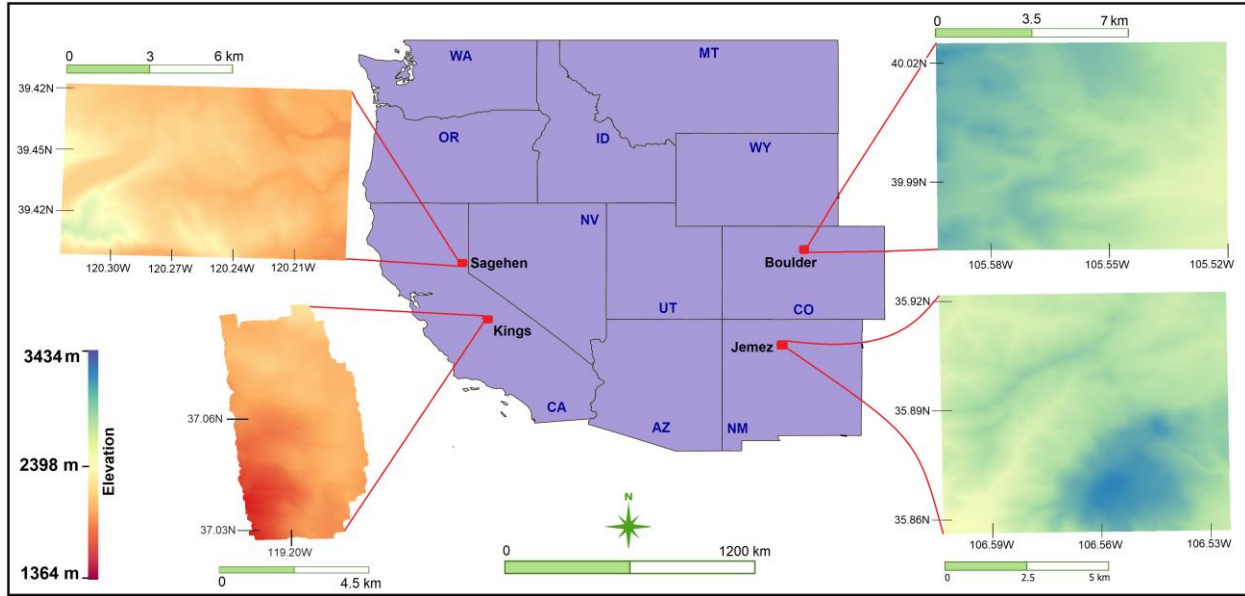 0 3 6 km
39.42N
39.45N
39.42N
120.30W 120.27W 120.24W 120.21W
WA
MT
OR
ID
WY
NV
UT
CO
CA
AZ
NM
Sagehen
Kings
Boulder
Jemez
0 3.5 7 km
40.02N
39.99N
105.58W 105.55W 105.52W
35.92N
35.89N
35.86N
106.59W 106.56W 106.53W
0 2.5 5 km
37.06N
37.03N
119.20W
0 4.5 km
3434 m
2398 m
1364 m
Elevation
N
0 1200 km